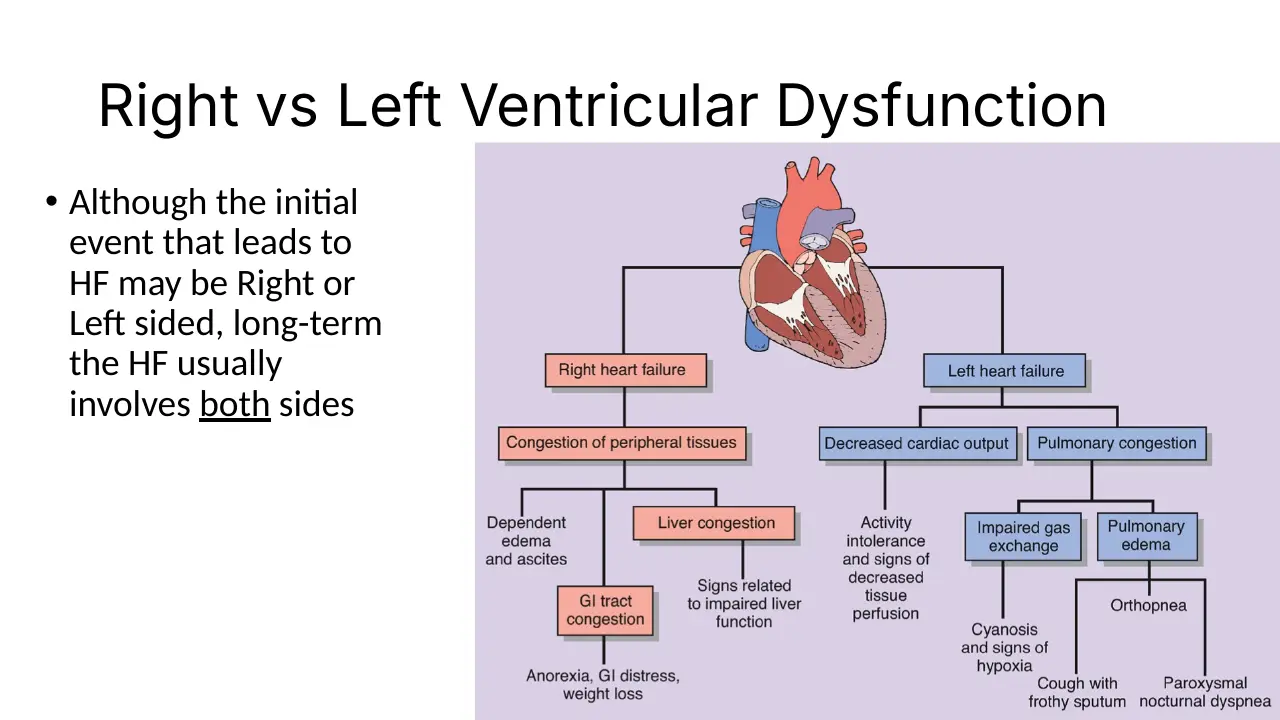 Right vs Left Ventricular Dysfunction
• Although the initial
event that leads to
HF may be Right or
Left sided, long-term
the HF usually
involves both sides
Right heart failure
Left heart failure
Congestion of peripheral tissues
Decreased cardiac output
Pulmonary congestion
Dependent
edema
and ascites
Liver congestion
Signs related
to impaired liver
function
GI tract
congestion
Anorexia, GI distress,
weight loss
Activity
intolerance
and signs of
decreased
tissue
perfusion
Impaired gas
exchange
Pulmonary
edema
Cyanosis
and signs of
hypoxia
Orthopnea
Cough with
frothy sputum
Paroxysmal
nocturnal dyspnea